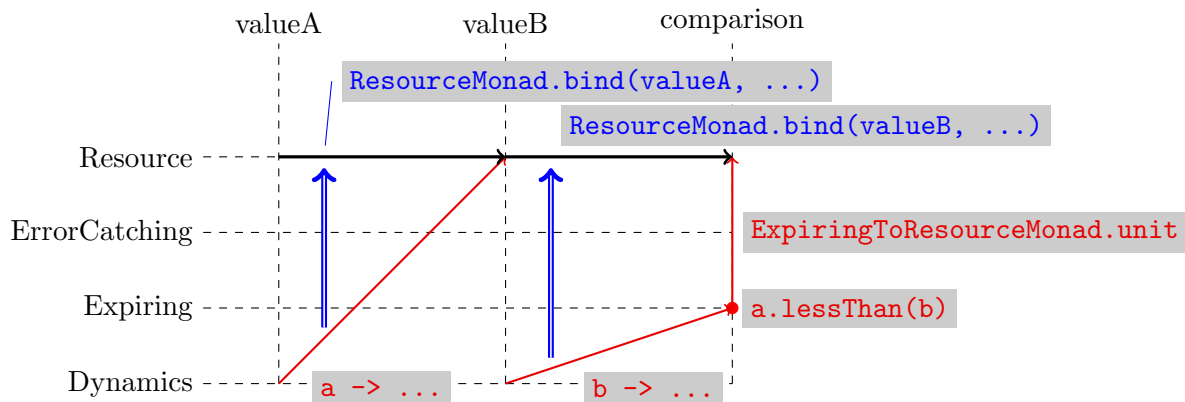 valueA valueB comparison
ResourceMonad.bind(valueA, ...)
ResourceMonad.bind(valueB, ...)
Resource
ErrorCatching
ExpiringToResourceMonad.unit
Expiring
a.lessThan(b)
Dynamics
a -> ...
b -> ...